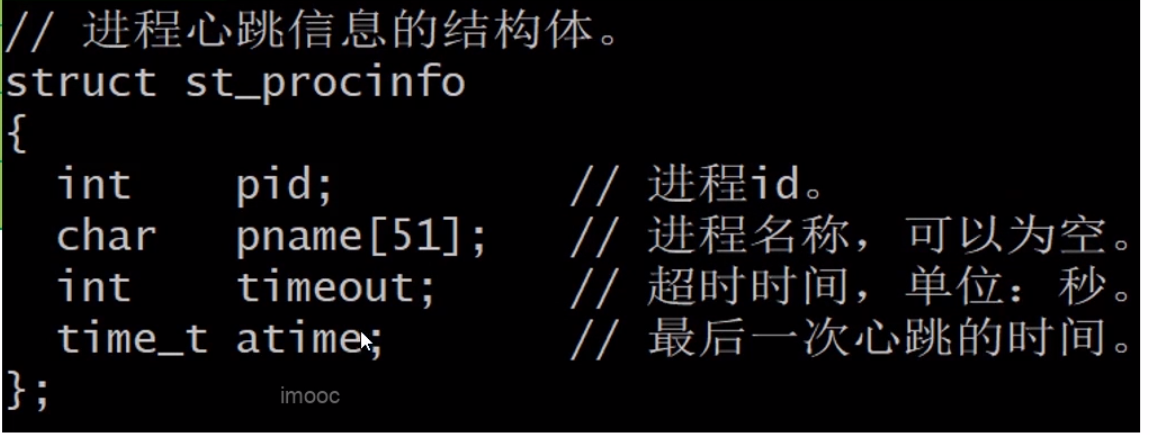 // 进程心跳信息的结构体。
struct st_procinfo
{
  int    pid;         // 进程id。
  char   pname[51];   // 进程名称，可以为空。
  int    timeout;     // 超时时间，单位：秒。
  time_t atime;       // 最后一次心跳的时间。
};
imooc